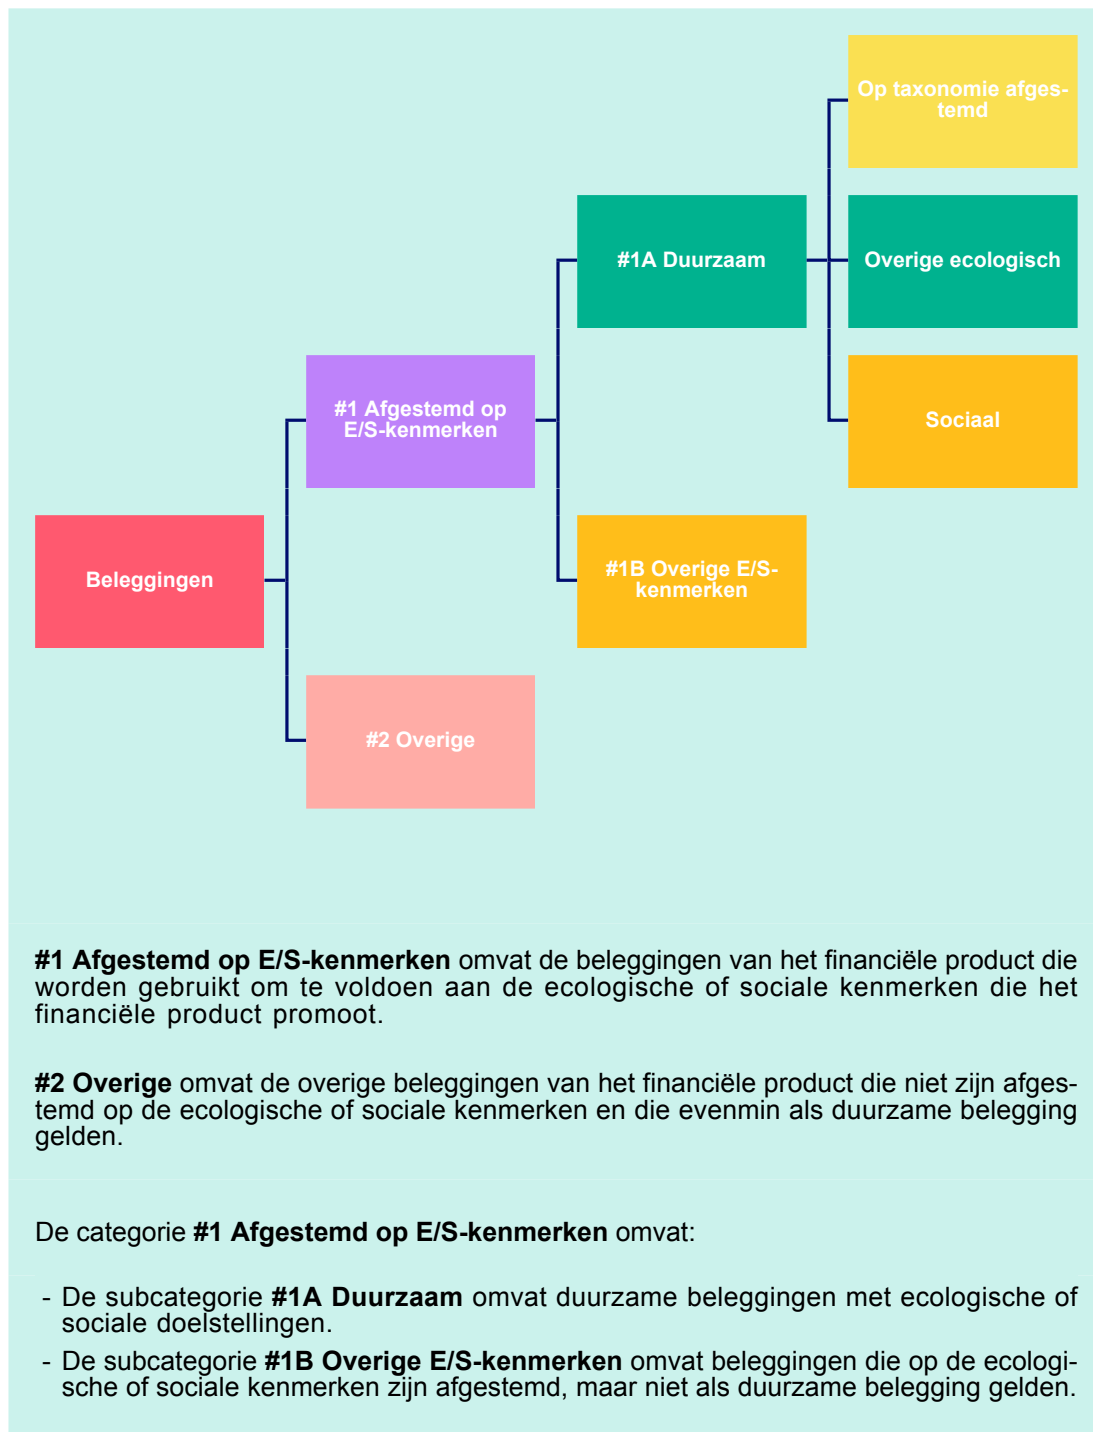 Op taxonomie afges-
temd
#1A Duurzaam
Overige ecologisch
#1 Afgestemd op
E/S-kenmerken
Sociaal
Beleggingen
#1B Overige E/S-
kenmerken
#2 Overige
#1 Afgestemd op E/S-kenmerken omvat de beleggingen van het financiële product die
worden gebruikt om te voldoen aan de ecologische of sociale kenmerken die het
financiële product promoot.
#2 Overige omvat de overige beleggingen van het financiële product die niet zijn afges-
temd op de ecologische of sociale kenmerken en die evenmin als duurzame belegging
gelden.
De categorie #1 Afgestemd op E/S-kenmerken omvat:
- De subcategorie #1A Duurzaam omvat duurzame beleggingen met ecologische of
sociale doelstellingen.
- De subcategorie #1B Overige E/S-kenmerken omvat beleggingen die op de ecologi-
sche of sociale kenmerken zijn afgestemd, maar niet als duurzame belegging gelden.